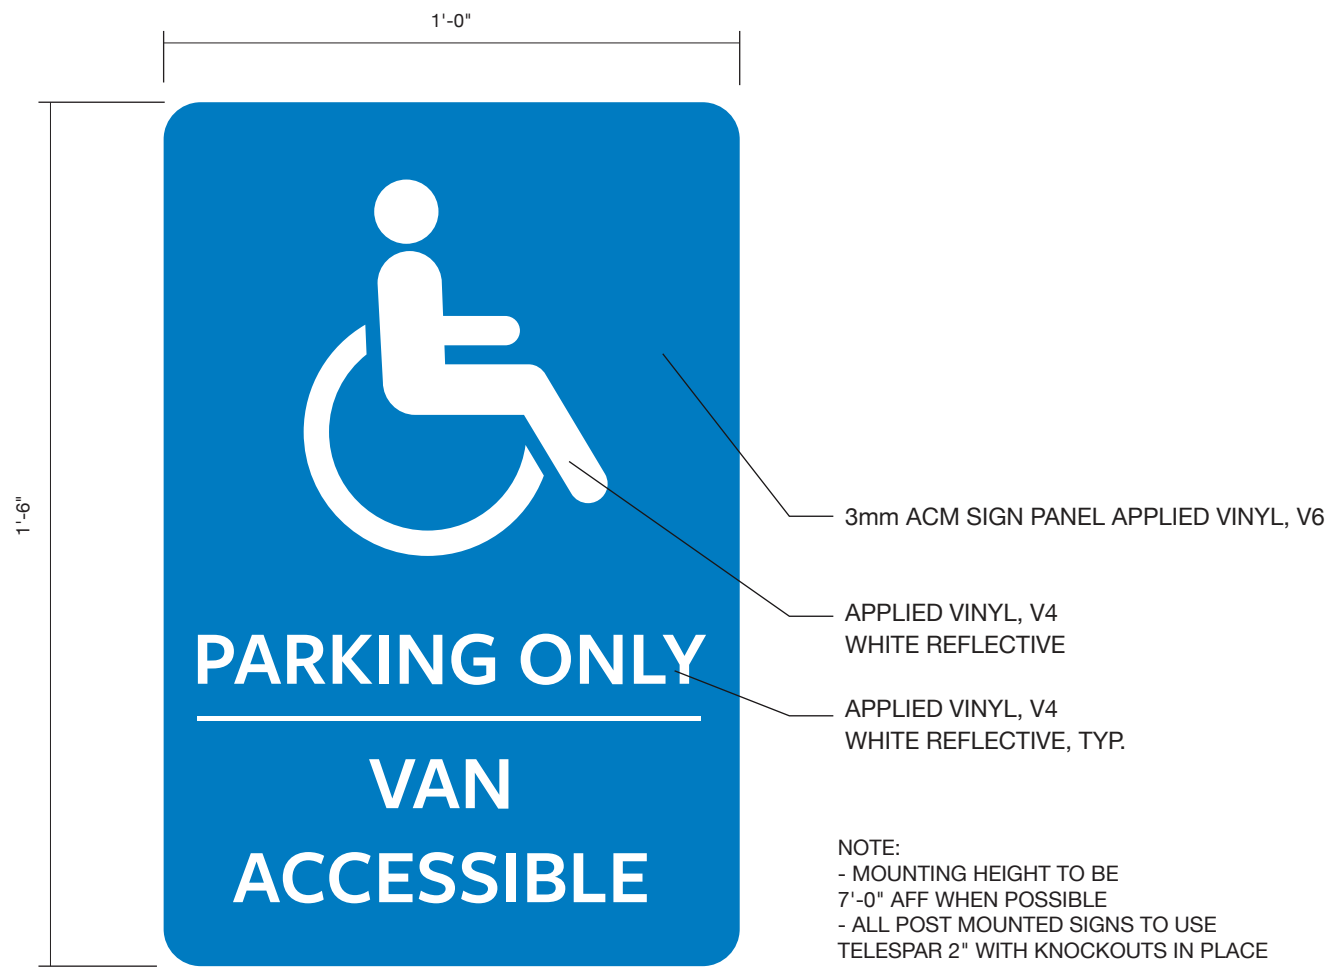 1'-0"
1'-6"
PARKING ONLY
VAN
ACCESSIBLE
3mm ACM SIGN PANEL APPLIED VINYL, V6
APPLIED VINYL, V4
WHITE REFLECTIVE
APPLIED VINYL, V4
WHITE REFLECTIVE, TYP.
NOTE:
- MOUNTING HEIGHT TO BE
7'-0" AFF WHEN POSSIBLE
- ALL POST MOUNTED SIGNS TO USE
TELESPAR 2" WITH KNOCKOUTS IN PLACE